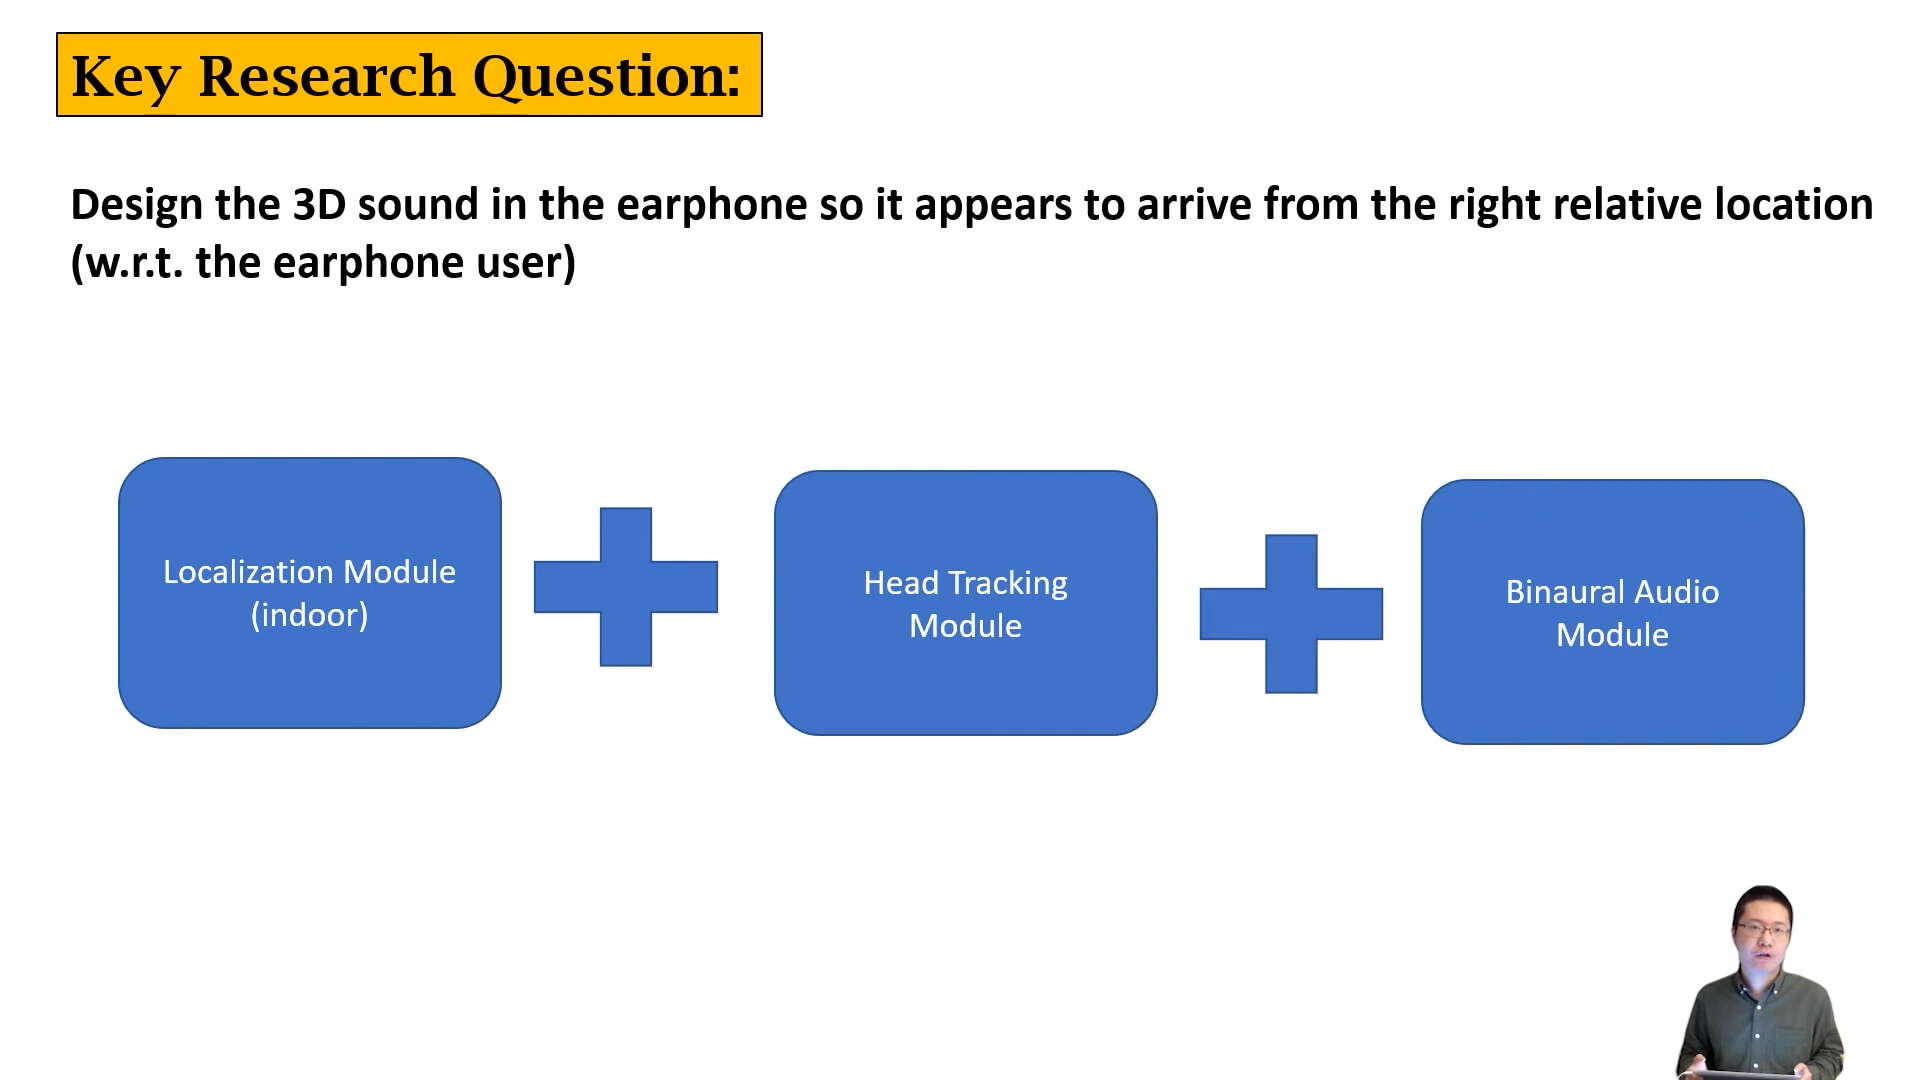 Key Research Question:
Design the 3D sound in the earphone so it appears to arrive from the right relative location
(w.r.t. the earphone user)
Localization Module
(indoor)
Head Tracking
Module
Binaural Audio
Module